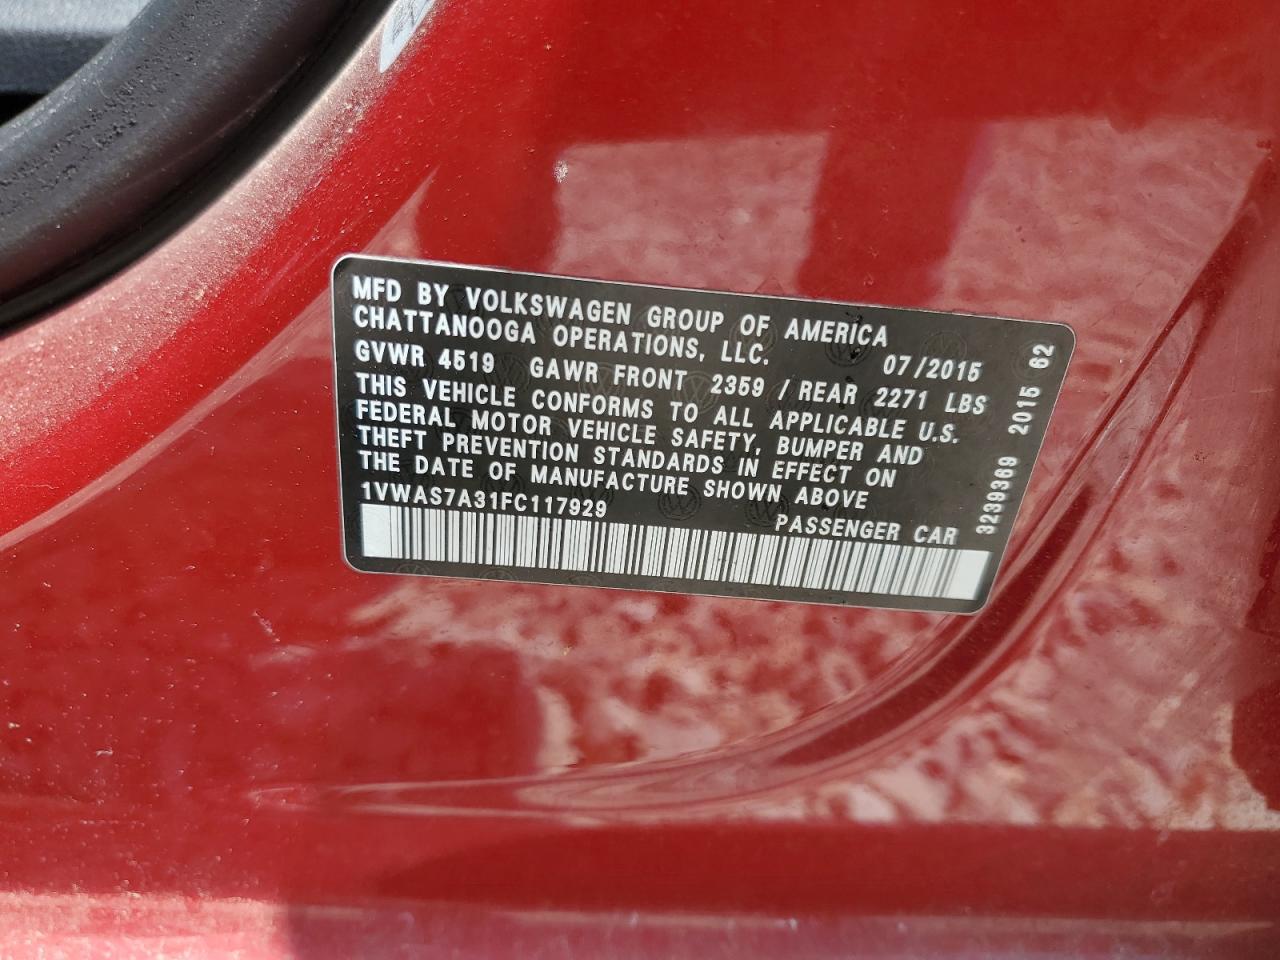 MFD BY VOLKSWAGEN GROUP OF AMERICA
CHATTANOOGA OPERATIONS, LLC. 07/2015
GVWR 4519 GAWR FRONT 2359 / REAR 2271 LBS
THIS VEHICLE CONFORMS TO ALL APPLICABLE U.S.
FEDERAL MOTOR VEHICLE SAFETY, BUMPER AND
THEFT PREVENTION STANDARDS IN EFFECT ON
THE DATE OF MANUFACTURE SHOWN ABOVE
1VWAS7A31FC117929 PASSENGER CAR
3239369 2015 62